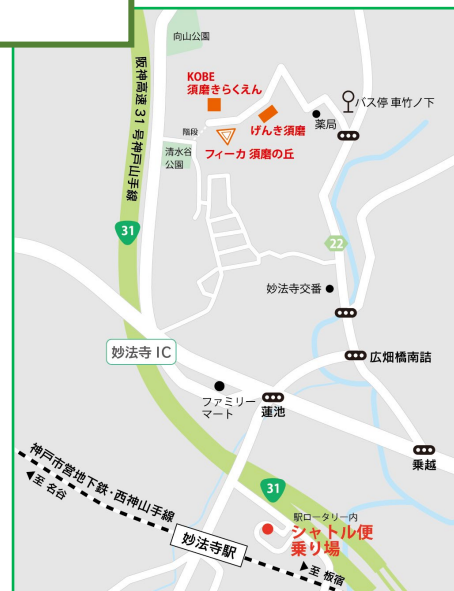 向山公園
阪神高速31号神戸山手線
KOBE
須磨きらくえん
げんき須磨
薬局
バス停 車竹ノ下
階段
清水谷
公園
フィーカ 須磨の丘
31
22
妙法寺交番
妙法寺 IC
広畑橋南詰
ファミリー
マート
蓮池
乗越
神戸市営地下鉄・西神山手線
至 名谷
31
駅ロータリー内
シャトル便
乗り場
妙法寺駅
至 板宿